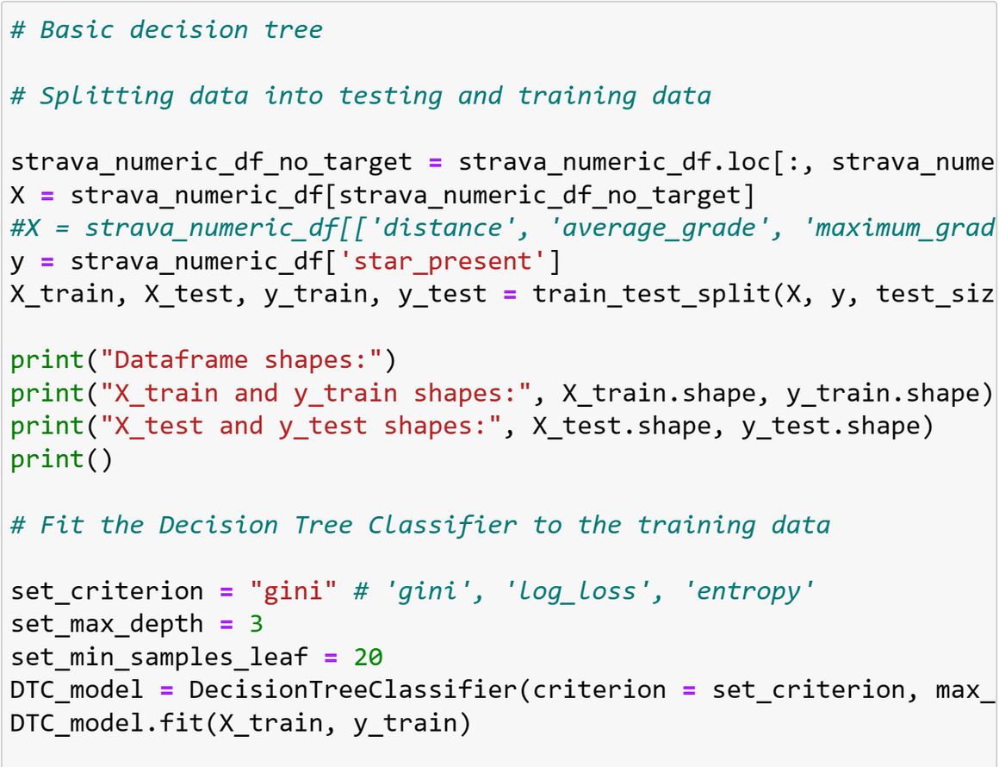 # Basic decision tree
# Splitting data into testing and training data
strava_numeric_df_no_target = strava_numeric_df.loc[:, strava_nume
X = strava_numeric_df[strava_numeric_df_no_target]
#X = strava_numeric_df[['distance', 'average_grade', 'maximum_grad
y = strava_numeric_df['star_present']
X_train, X_test, y_train, y_test = train_test_split(X, y, test_siz
print("Dataframe shapes:")
print("X_train and y_train shapes:", X_train.shape, y_train.shape)
print("X_test and y_test shapes:", X_test.shape, y_test.shape)
print()
# Fit the Decision Tree Classifier to the training data
set_criterion = "gini" # 'gini', 'log_loss', 'entropy'
set_max_depth = 3
set_min_samples_leaf = 20
DTC_model = DecisionTreeClassifier(criterion = set_criterion, max_
DTC_model.fit(X_train, y_train)